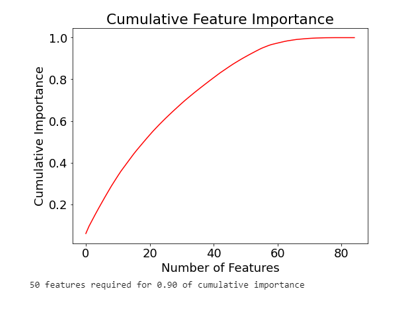 Cumulative Feature Importance
1.0
0.8
0.6
0.4
0.2
Cumulative Importance
0 20 40 60 80
Number of Features
50 features required for 0.90 of cumulative importance